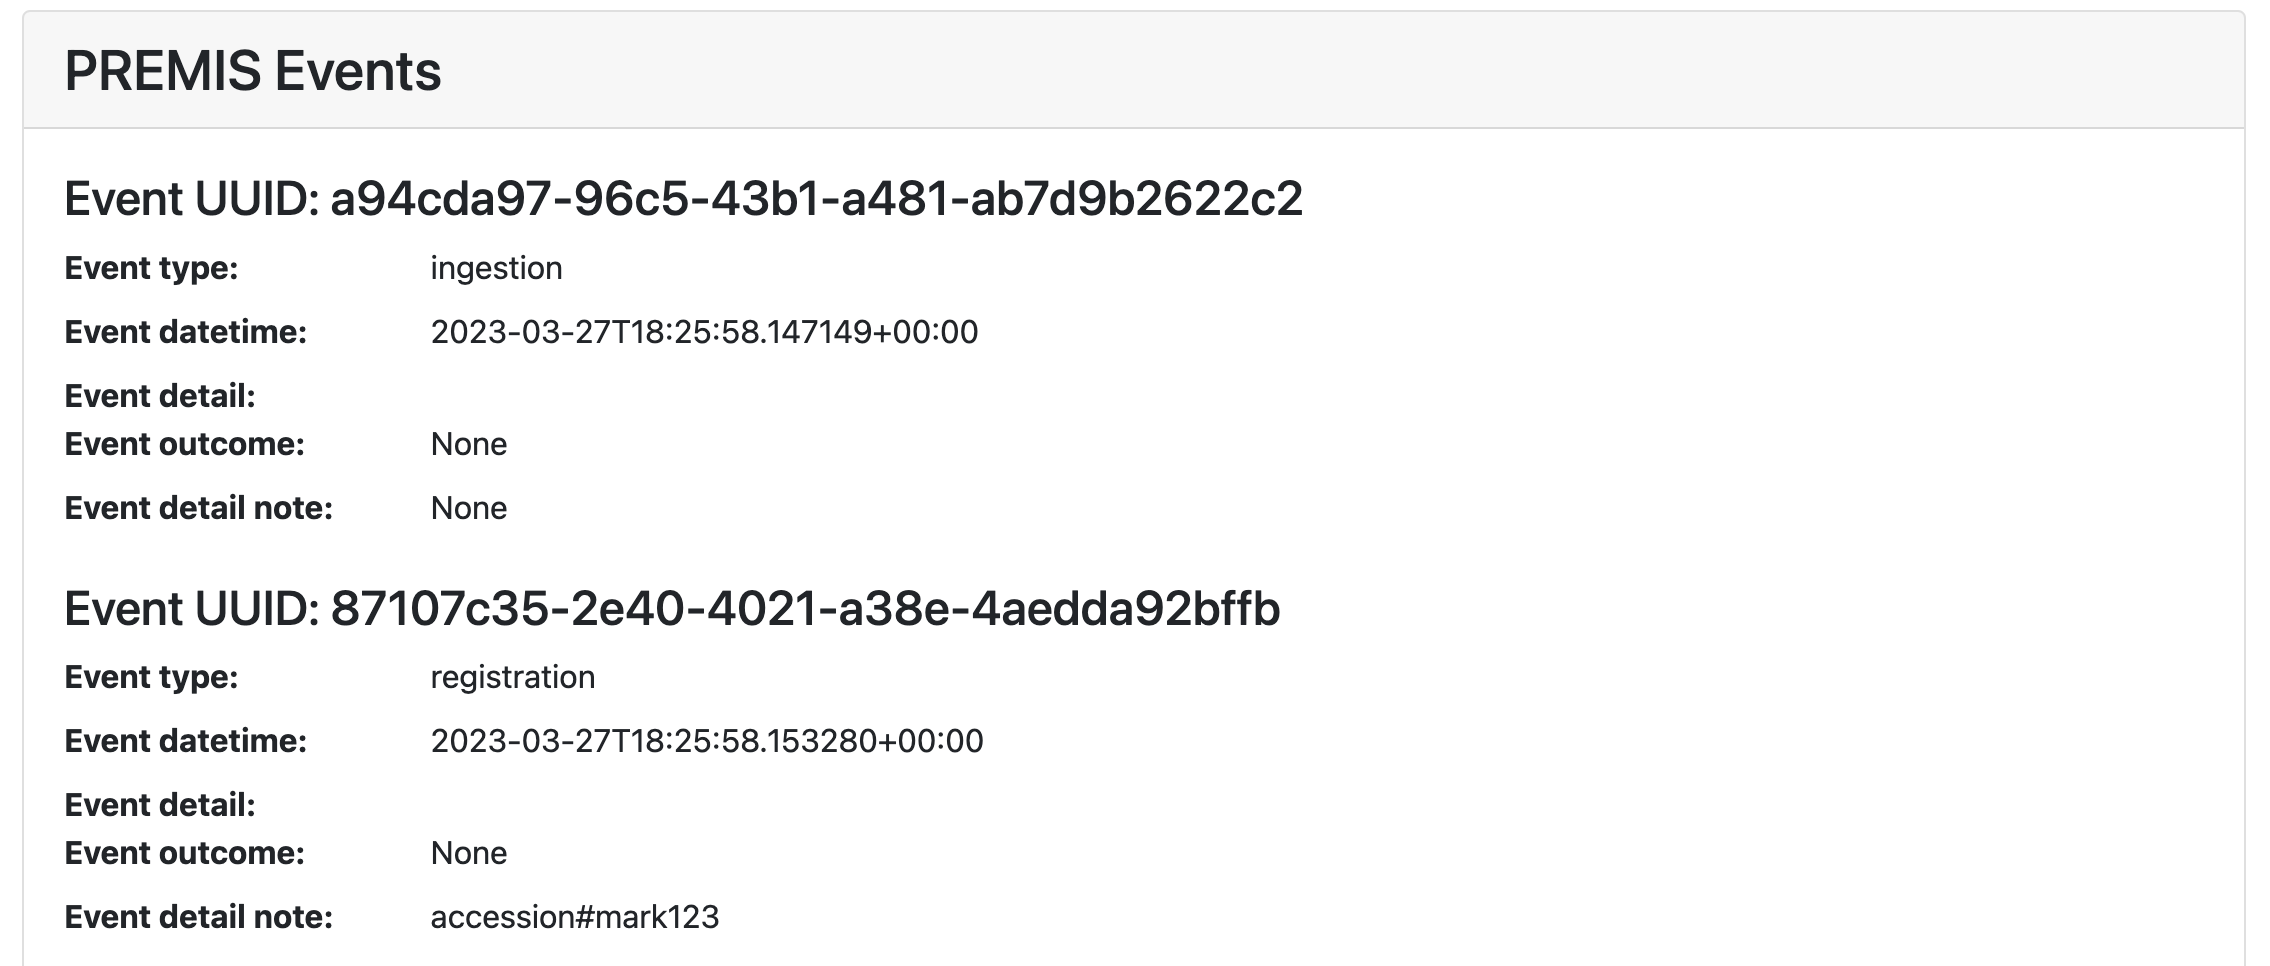 PREMIS Events
Event UUID: a94cda97-96c5-43b1-a481-ab7d9b2622c2
Event type: ingestion
Event datetime: 2023-03-27T18:25:58.147149+00:00
Event detail:
Event outcome: None
Event detail note: None
Event UUID: 87107c35-2e40-4021-a38e-4aedda92bffb
Event type: registration
Event datetime: 2023-03-27T18:25:58.153280+00:00
Event detail:
Event outcome: None
Event detail note: accession#mark123